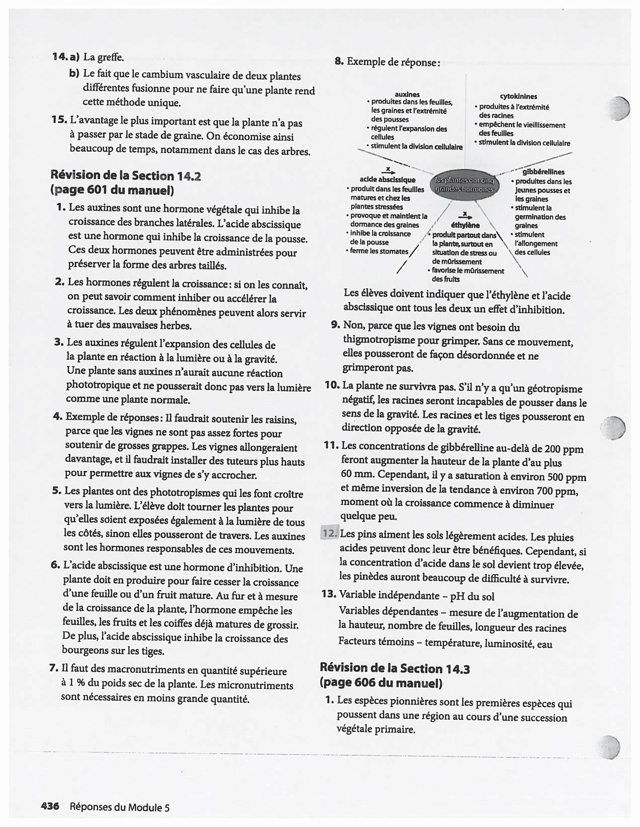 14. a) La greffe.
b) Le fait que le cambium vasculaire de deux plantes
différentes fusionne pour ne faire qu'une plante rend
cette méthode unique.
15. L'avantage le plus important est que la plante n'a pas
à passer par le stade de graine. On économise ainsi
beaucoup de temps, notamment dans le cas des arbres.
Révision de la Section 14.2
(page 601 du manuel)
1. Les auxines sont une hormone végétale qui inhibe la
croissance des branches latérales. L'acide abscissique
est une hormone qui inhibe la croissance de la pousse.
Ces deux hormones peuvent être administrées pour
préserver la forme des arbres taillés.
2. Les hormones régulent la croissance : si on les connaît,
on peut savoir comment inhiber ou accélérer la
croissance. Les deux phénomènes peuvent alors servir
à tuer des mauvaises herbes.
3. Les auxines régulent l'expansion des cellules de
la plante en réaction à la lumière ou à la gravité.
Une plante sans auxines n'aurait aucune réaction
phototropique et ne pousserait donc pas vers la lumière
comme une plante normale.
4. Exemple de réponses : Il faudrait soutenir les raisins,
parce que les vignes ne sont pas assez fortes pour
soutenir de grosses grappes. Les vignes allongeraient
davantage, et il faudrait installer des tuteurs plus hauts
pour permettre aux vignes de s'y accrocher.
5. Les plantes ont des phototropismes qui les font croître
vers la lumière. L'élève doit tourner les plantes pour
qu'elles soient exposées également à la lumière de tous
les côtés, sinon elles pousseront de travers. Les auxines
sont les hormones responsables de ces mouvements.
6. L'acide abscissique est une hormone d'inhibition. Une
plante doit en produire pour faire cesser la croissance
d'une feuille ou d'un fruit mature. Au fur et à mesure
de la croissance de la plante, l'hormone empêche les
feuilles, les fruits et les coiffes déjà matures de grossir.
De plus, l'acide abscissique inhibe la croissance des
bourgeons sur les tiges.
7. Il faut des macronutriments en quantité supérieure
à 1 % du poids sec de la plante. Les micronutriments
sont nécessaires en moins grande quantité.
8. Exemple de réponse :
auxines
• produites dans les feuilles,
les graines et l'extrémité
des pousses
• régulent l'expansion des
cellules
• stimulent la division cellulaire
cytokinines
• produites à l'extrémité
des racines
• empêchent le vieillissement
des feuilles
• stimulent la division cellulaire
les plantes ont cinq
grandes hormones
x
acide abscissique
• produit dans les feuilles
matures et chez les
plantes stressées
• provoque et maintient la
dormance des graines
• inhibe la croissance
de la pousse
• ferme les stomates
x
éthylène
• produit partout dans
la plante, surtout en
situation de stress ou
de mûrissement
• favorise le mûrissement
des fruits
gibbérellines
• produites dans les
jeunes pousses et
les graines
• stimulent la
germination des
graines
• stimulent
l'allongement
des cellules
Les élèves doivent indiquer que l'éthylène et l'acide
abscissique ont tous les deux un effet d'inhibition.
9. Non, parce que les vignes ont besoin du
thigmotropisme pour grimper. Sans ce mouvement,
elles pousseront de façon désordonnée et ne
grimperont pas.
10. La plante ne survivra pas. S'il n'y a qu'un géotropisme
négatif, les racines seront incapables de pousser dans le
sens de la gravité. Les racines et les tiges pousseront en
direction opposée de la gravité.
11. Les concentrations de gibbérelline au-delà de 200 ppm
feront augmenter la hauteur de la plante d'au plus
60 mm. Cependant, il y a saturation à environ 500 ppm
et même inversion de la tendance à environ 700 ppm,
moment où la croissance commence à diminuer
quelque peu.
12. Les pins aiment les sols légèrement acides. Les pluies
acides peuvent donc leur être bénéfiques. Cependant, si
la concentration d'acide dans le sol devient trop élevée,
les pinèdes auront beaucoup de difficulté à survivre.
13. Variable indépendante – pH du sol
Variables dépendantes – mesure de l'augmentation de
la hauteur, nombre de feuilles, longueur des racines
Facteurs témoins – température, luminosité, eau
Révision de la Section 14.3
(page 606 du manuel)
1. Les espèces pionnières sont les premières espèces qui
poussent dans une région au cours d'une succession
végétale primaire.
436 Réponses du Module 5